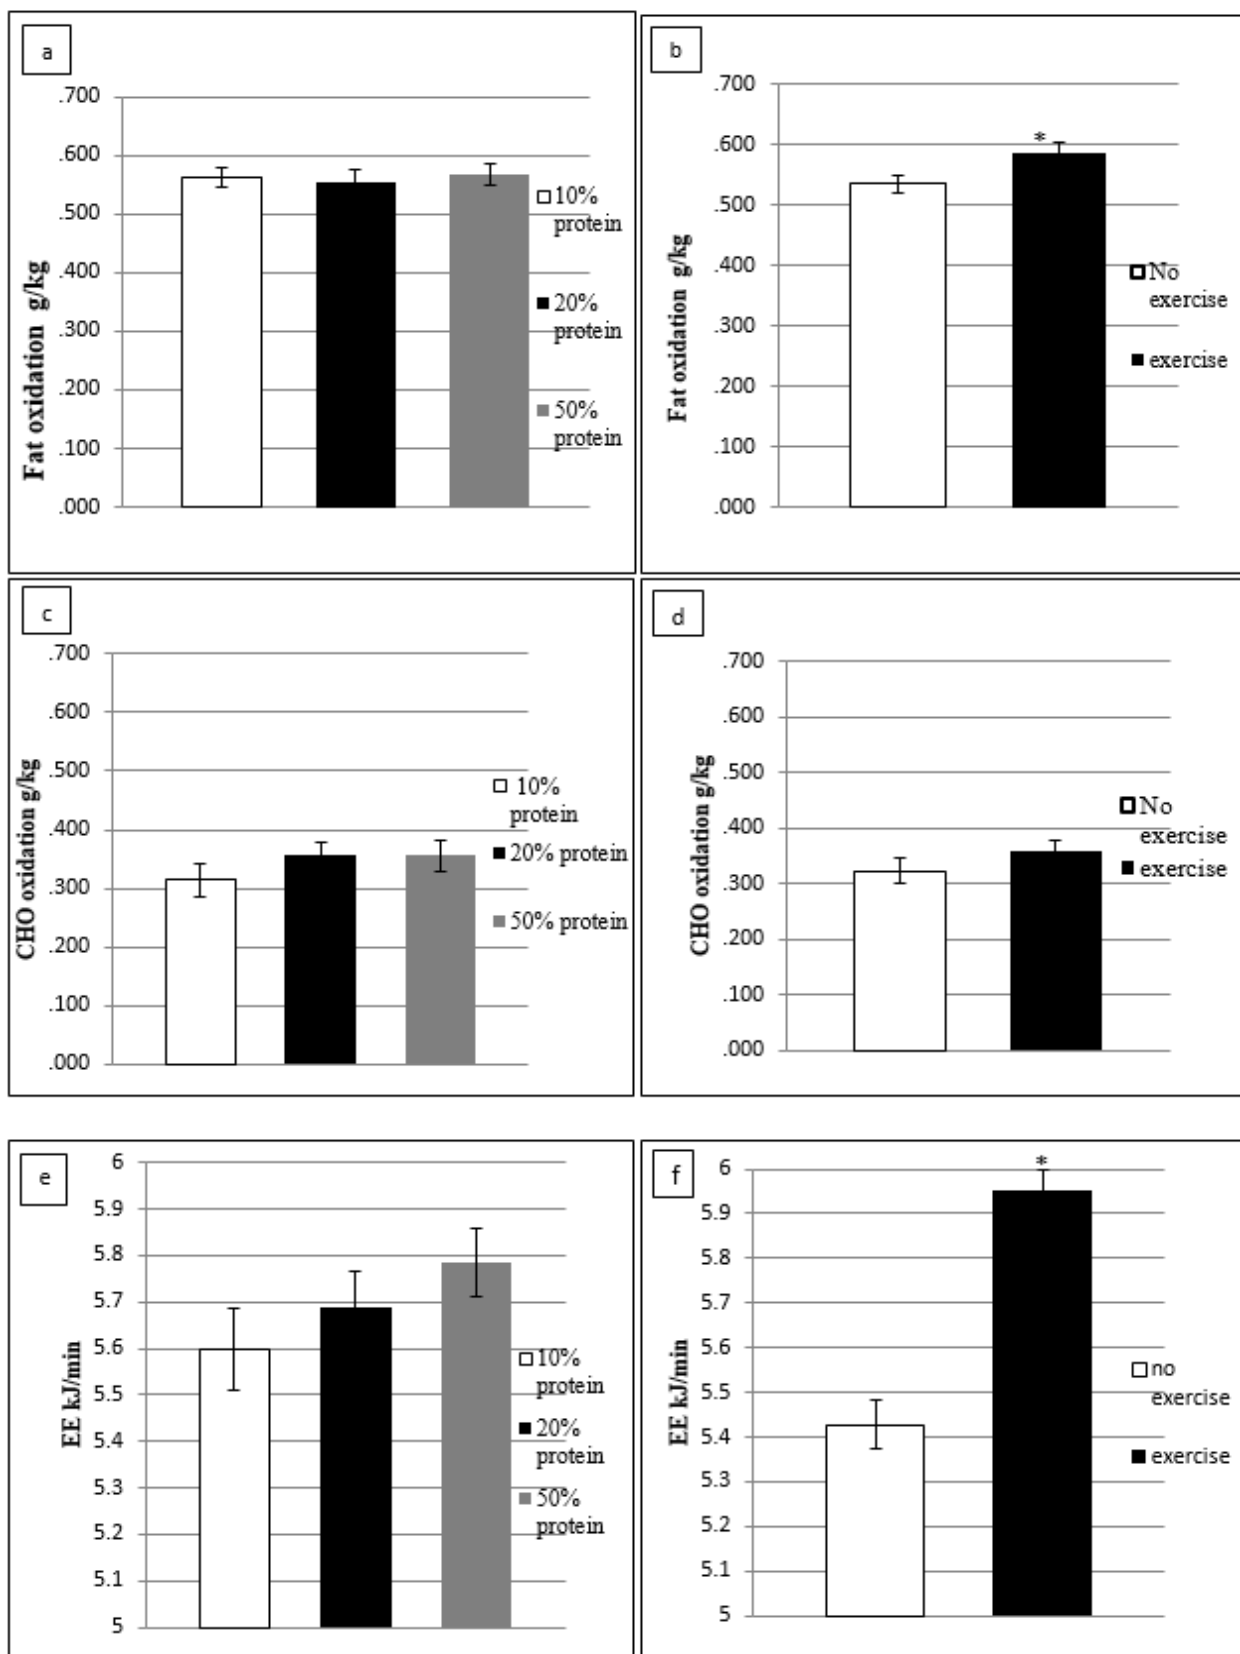 a
.700
.600
.500
.400
.300
.200
.100
.000
Fat oxidation g/kg
10%
protein
20%
protein
50%
protein
b
.700
.600
.500
.400
.300
.200
.100
.000
Fat oxidation g/kg
*
No
exercise
exercise
c
.700
.600
.500
.400
.300
.200
.100
.000
CHO oxidation g/kg
10%
protein
20% protein
50% protein
d
.700
.600
.500
.400
.300
.200
.100
.000
CHO oxidation g/kg
No
exercise
exercise
e
6
5.9
5.8
5.7
5.6
5.5
5.4
5.3
5.2
5.1
5
EE kJ/min
10%
protein
20%
protein
50%
protein
f
6
5.9
5.8
5.7
5.6
5.5
5.4
5.3
5.2
5.1
5
EE kJ/min
*
no
exercise
exercise